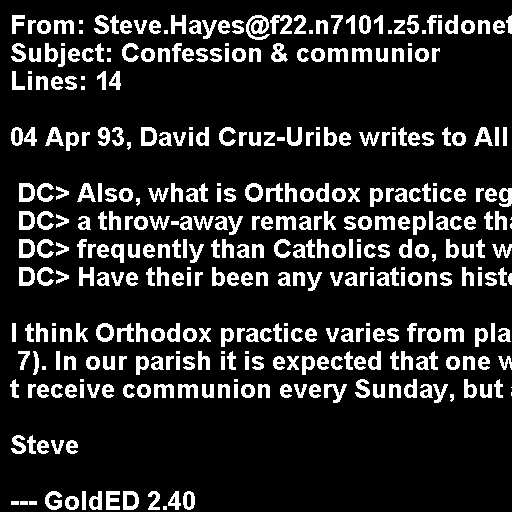 From: Steve.Hayes@f22.n7101.z5.fidonet
Subject: Confession & communior
Lines: 14
04 Apr 93, David Cruz-Uribe writes to All
DC> Also, what is Orthodox practice reg
DC> a throw-away remark someplace tha
DC> frequently than Catholics do, but w
DC> Have their been any variations histo
I think Orthodox practice varies from pla
7). In our parish it is expected that one w
t receive communion every Sunday, but a
Steve
--- GoldED 2.40